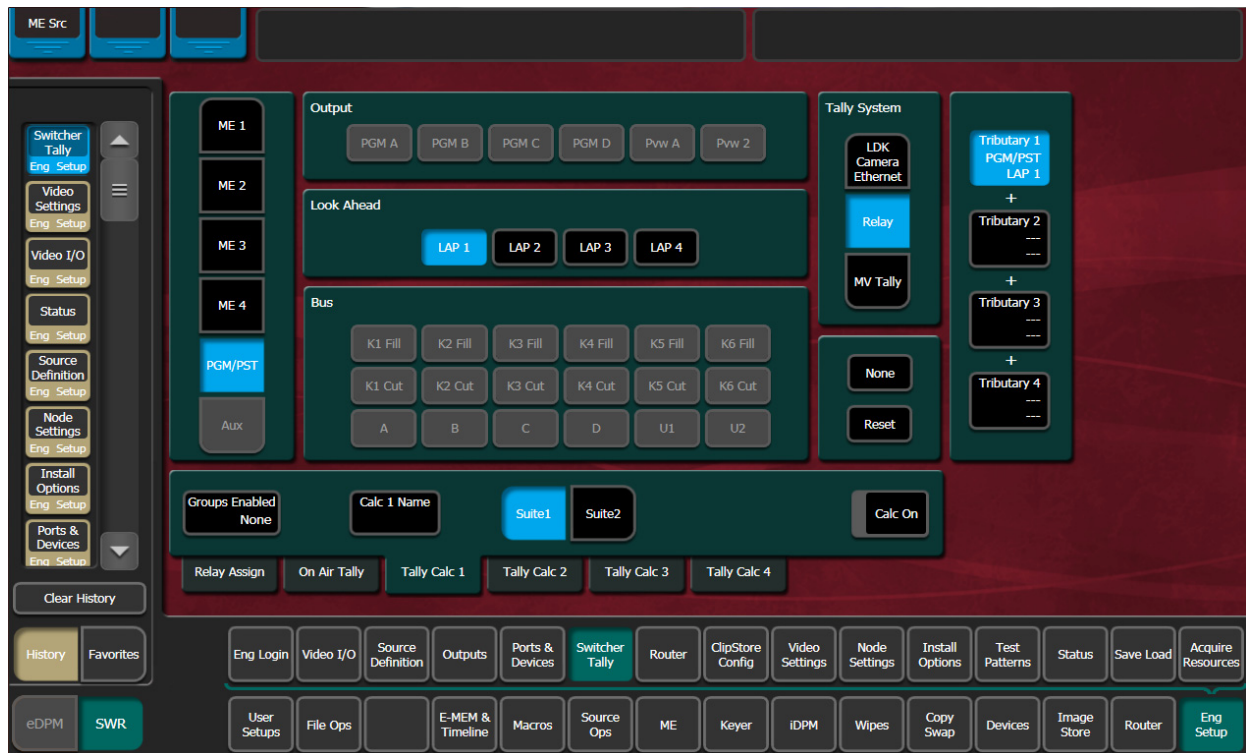 ME Src
Switcher
Tally
Eng Setup
Video
Settings
Eng Setup
Video I/O
Eng Setup
Status
Eng Setup
Source
Definition
Eng Setup
Node
Settings
Eng Setup
Install
Options
Eng Setup
Ports &
Devices
Eng Setup
Clear History
History
Favorites
eDPM
SWR
ME 1
ME 2
ME 3
ME 4
PGM/PST
Aux
Output
PGM A
PGM B
PGM C
PGM D
Pvw A
Pvw 2
Look Ahead
LAP 1
LAP 2
LAP 3
LAP 4
Bus
K1 Fill
K2 Fill
K3 Fill
K4 Fill
K5 Fill
K6 Fill
K1 Cut
K2 Cut
K3 Cut
K4 Cut
K5 Cut
K6 Cut
A
B
C
D
U1
U2
Tally System
LDK
Camera
Ethernet
Relay
MV Tally
None
Reset
Tributary 1
PGM/PST
LAP 1
+
Tributary 2
---
---
+
Tributary 3
---
---
+
Tributary 4
---
---
Groups Enabled
None
Calc 1 Name
Suite1
Suite2
Calc On
Relay Assign
On Air Tally
Tally Calc 1
Tally Calc 2
Tally Calc 3
Tally Calc 4
Eng Login
Video I/O
Source
Definition
Outputs
Ports &
Devices
Switcher
Tally
Router
ClipStore
Config
Video
Settings
Node
Settings
Install
Options
Test
Patterns
Status
Save Load
Acquire
Resources
User
Setups
File Ops
E-MEM &
Timeline
Macros
Source
Ops
ME
Keyer
iDPM
Wipes
Copy
Swap
Devices
Image
Store
Router
Eng
Setup